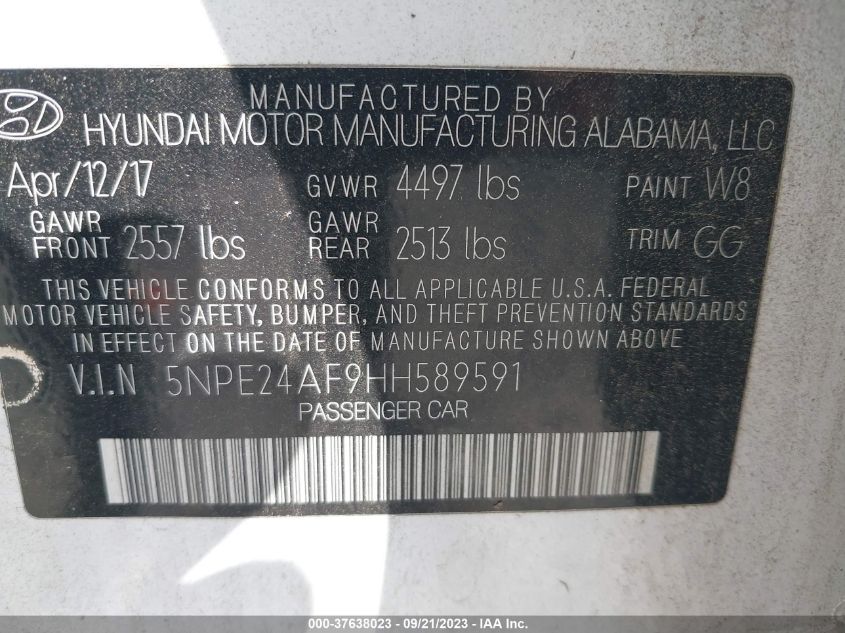 MANUFACTURED BY
HYUNDAI MOTOR MANUFACTURING ALABAMA, LLC
Apr/12/17 GVWR 4497 lbs PAINT W8
GAWR FRONT 2557 lbs GAWR REAR 2513 lbs TRIM GG
THIS VEHICLE CONFORMS TO ALL APPLICABLE U.S.A. FEDERAL
MOTOR VEHICLE SAFETY, BUMPER, AND THEFT PREVENTION STANDARDS
IN EFFECT ON THE DATE OF MANUFACTURE SHOWN ABOVE.
V.I.N 5NPE24AF9HH589591
PASSENGER CAR
000-37638023 - 09/21/2023 - IAA Inc.